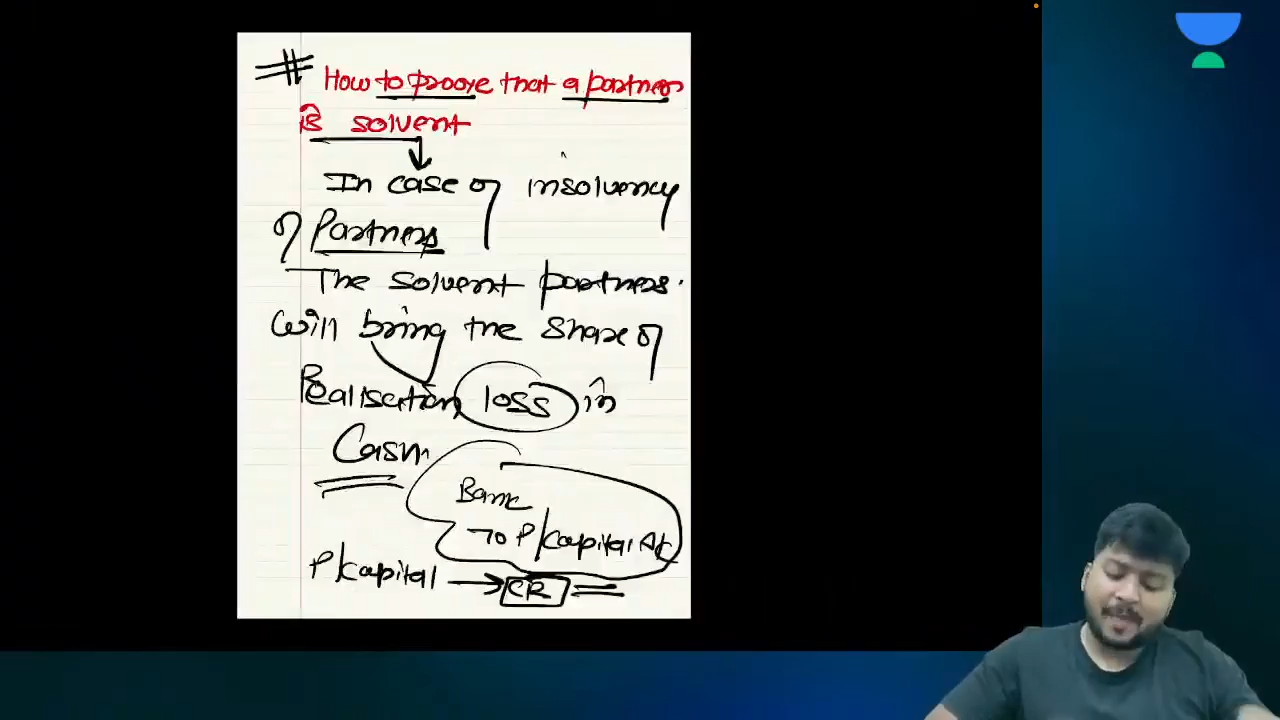 # How to prove that a partner
is solvent
In case of insolvency
of Partners
The solvent partners.
will bring the share of
Realisation loss in
Cash.
Bank
To P/Capital A/c
P/capital → CR =